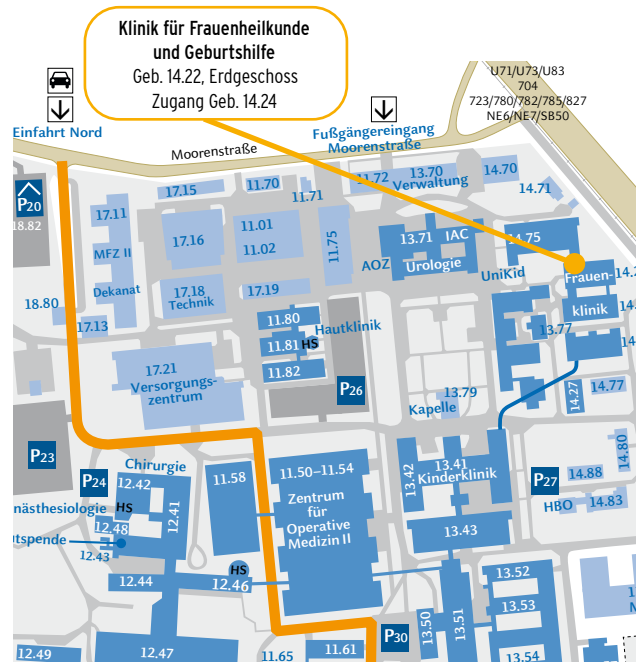 Klinik für Frauenheilkunde
und Geburtshilfe
Geb. 14.22, Erdgeschoss
Zugang Geb. 14.24
U71/U73/U83
704
723/780/782/785/827
NE6/NE7/SB50
Einfahrt Nord
Moorenstraße
Fußgängereingang
Moorenstraße
P20
18.82
17.15
11.70
11.71
11.72
13.70
Verwaltung
14.70
14.71
17.11
MFZ II
Dekanat
17.16
11.01
11.02
11.75
13.71
IAC
AOZ
Urologie
14.75
UniKid
Frauen-
klinik
18.80
17.13
17.18
Technik
17.19
11.80
Hautklinik
11.81
HS
11.82
13.77
17.21
Versorgungs-
zentrum
P26
13.79
Kapelle
14.27
14.77
P23
P24
Chirurgie
12.42
12.41
11.58
11.50–11.54
Zentrum
für
Operative
Medizin II
13.42
13.41
Kinderklinik
P27
14.80
14.88
HBO
14.83
nästhesiologie
HS
12.48
utspende
12.43
13.43
12.44
12.46
HS
13.52
13.53
13.50
13.51
13.54
P30
12.49
12.47
11.65
11.61